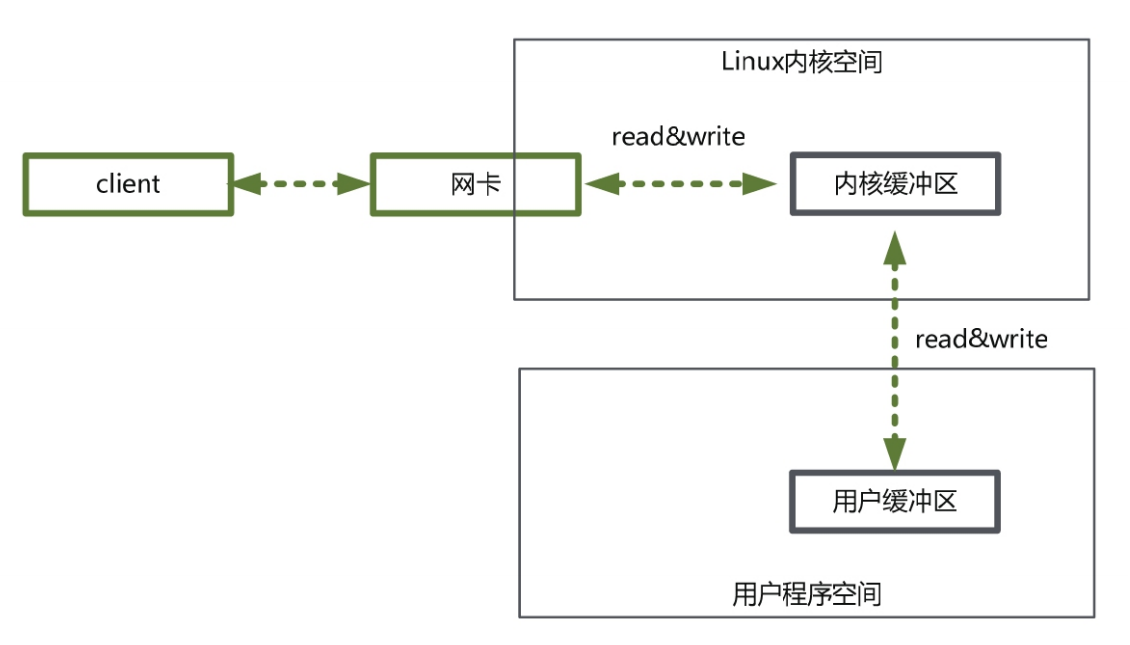 Linux内核空间
read&write
client
网卡
内核缓冲区
read&write
用户缓冲区
用户程序空间